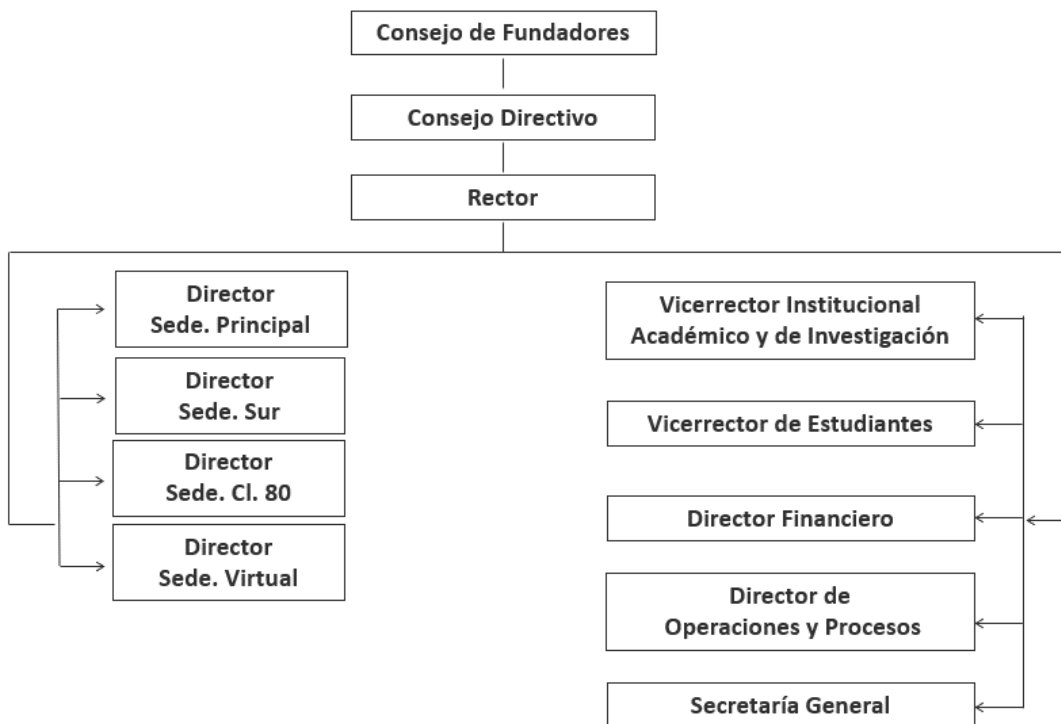 Consejo de Fundadores
Consejo Directivo
Rector
Director
Sede. Principal
Director
Sede. Sur
Director
Sede. Cl. 80
Director
Sede. Virtual
Vicerrector Institucional
Académico y de Investigación
Vicerrector de Estudiantes
Director Financiero
Director de
Operaciones y Procesos
Secretaría General